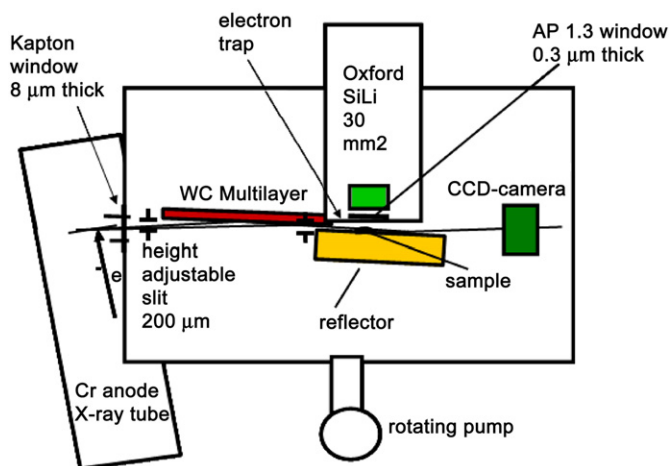 electron
trap
AP 1.3 window
0.3 μm thick
Kapton
window
8 μm thick
Oxford
SiLi
30
mm2
WC Multilayer
CCD-camera
e
height
adjustable
slit
200 μm
sample
reflector
Cr anode
X-ray tube
rotating pump